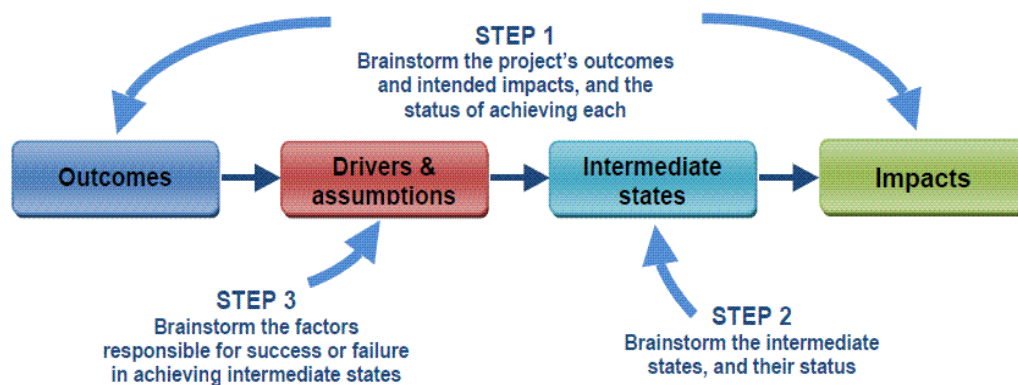 STEP 1
Brainstorm the project's outcomes
and intended impacts, and the
status of achieving each
Outcomes
Drivers &
assumptions
Intermediate
states
Impacts
STEP 3
Brainstorm the factors
responsible for success or failure
in achieving intermediate states
STEP 2
Brainstorm the intermediate
states, and their status